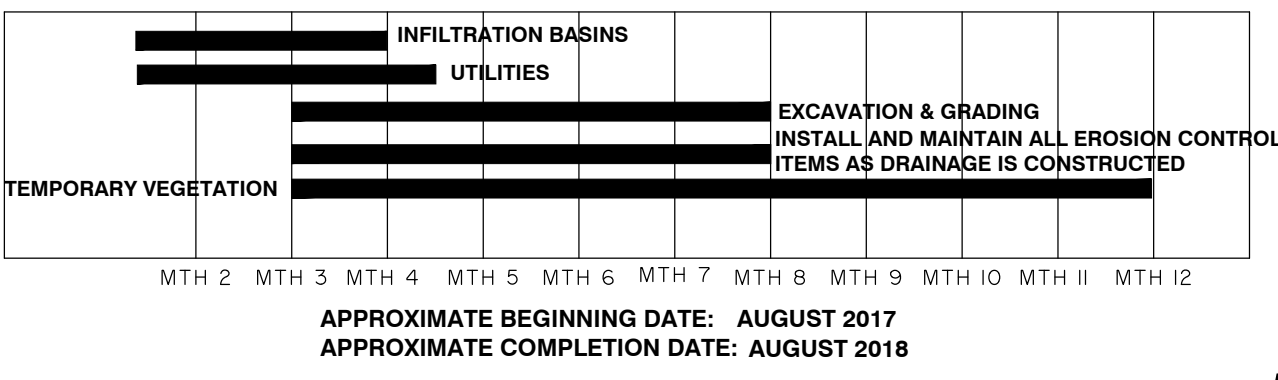 INFILTRATION BASINS
UTILITIES
EXCAVATION & GRADING
INSTALL AND MAINTAIN ALL EROSION CONTROL
ITEMS AS DRAINAGE IS CONSTRUCTED
TEMPORARY VEGETATION
MTH 2 MTH 3 MTH 4 MTH 5 MTH 6 MTH 7 MTH 8 MTH 9 MTH 10 MTH 11 MTH 12
APPROXIMATE BEGINNING DATE: AUGUST 2017
APPROXIMATE COMPLETION DATE: AUGUST 2018